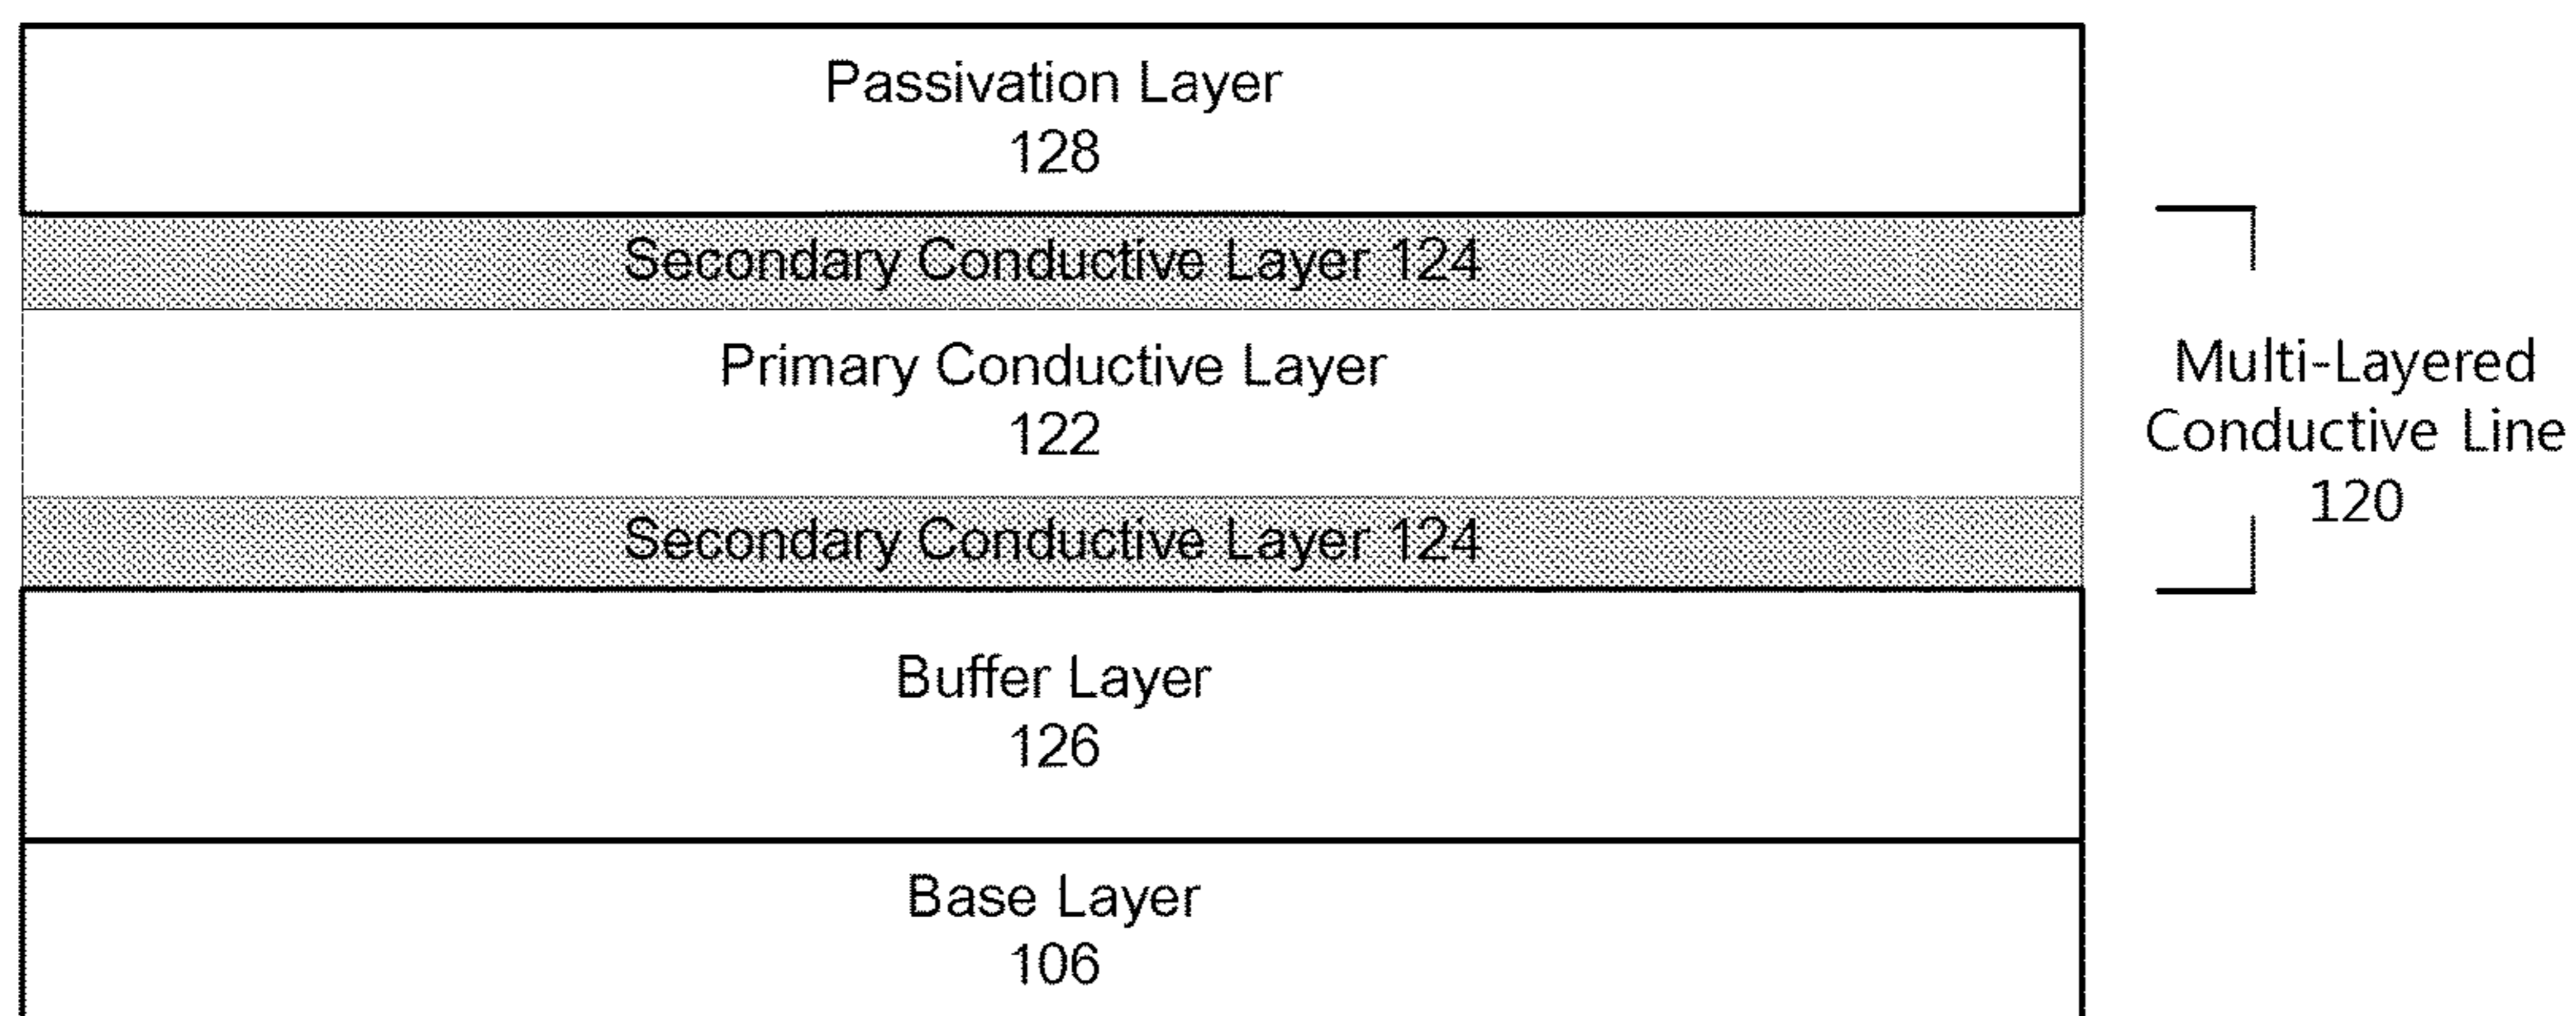 Passivation Layer
128
Secondary Conductive Layer 124
Primary Conductive Layer
122
Secondary Conductive Layer 124
Buffer Layer
126
Base Layer
106
Multi-Layered
Conductive Line
120